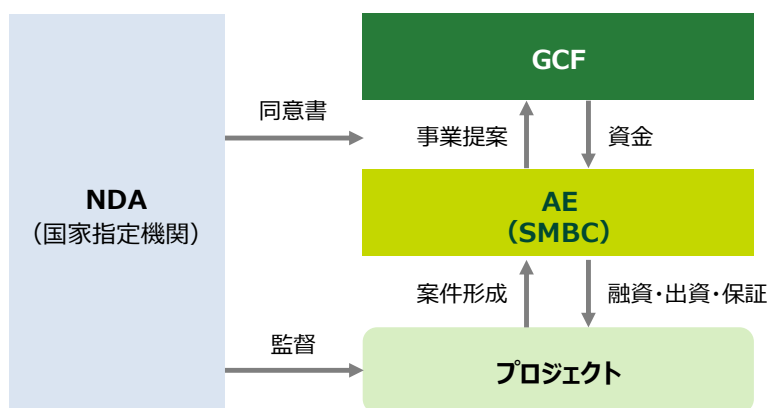 GCF
同意書
事業提案
資金
NDA
（国家指定機関）
AE
（SMBC）
案件形成
融資・出資・保証
監督
プロジェクト